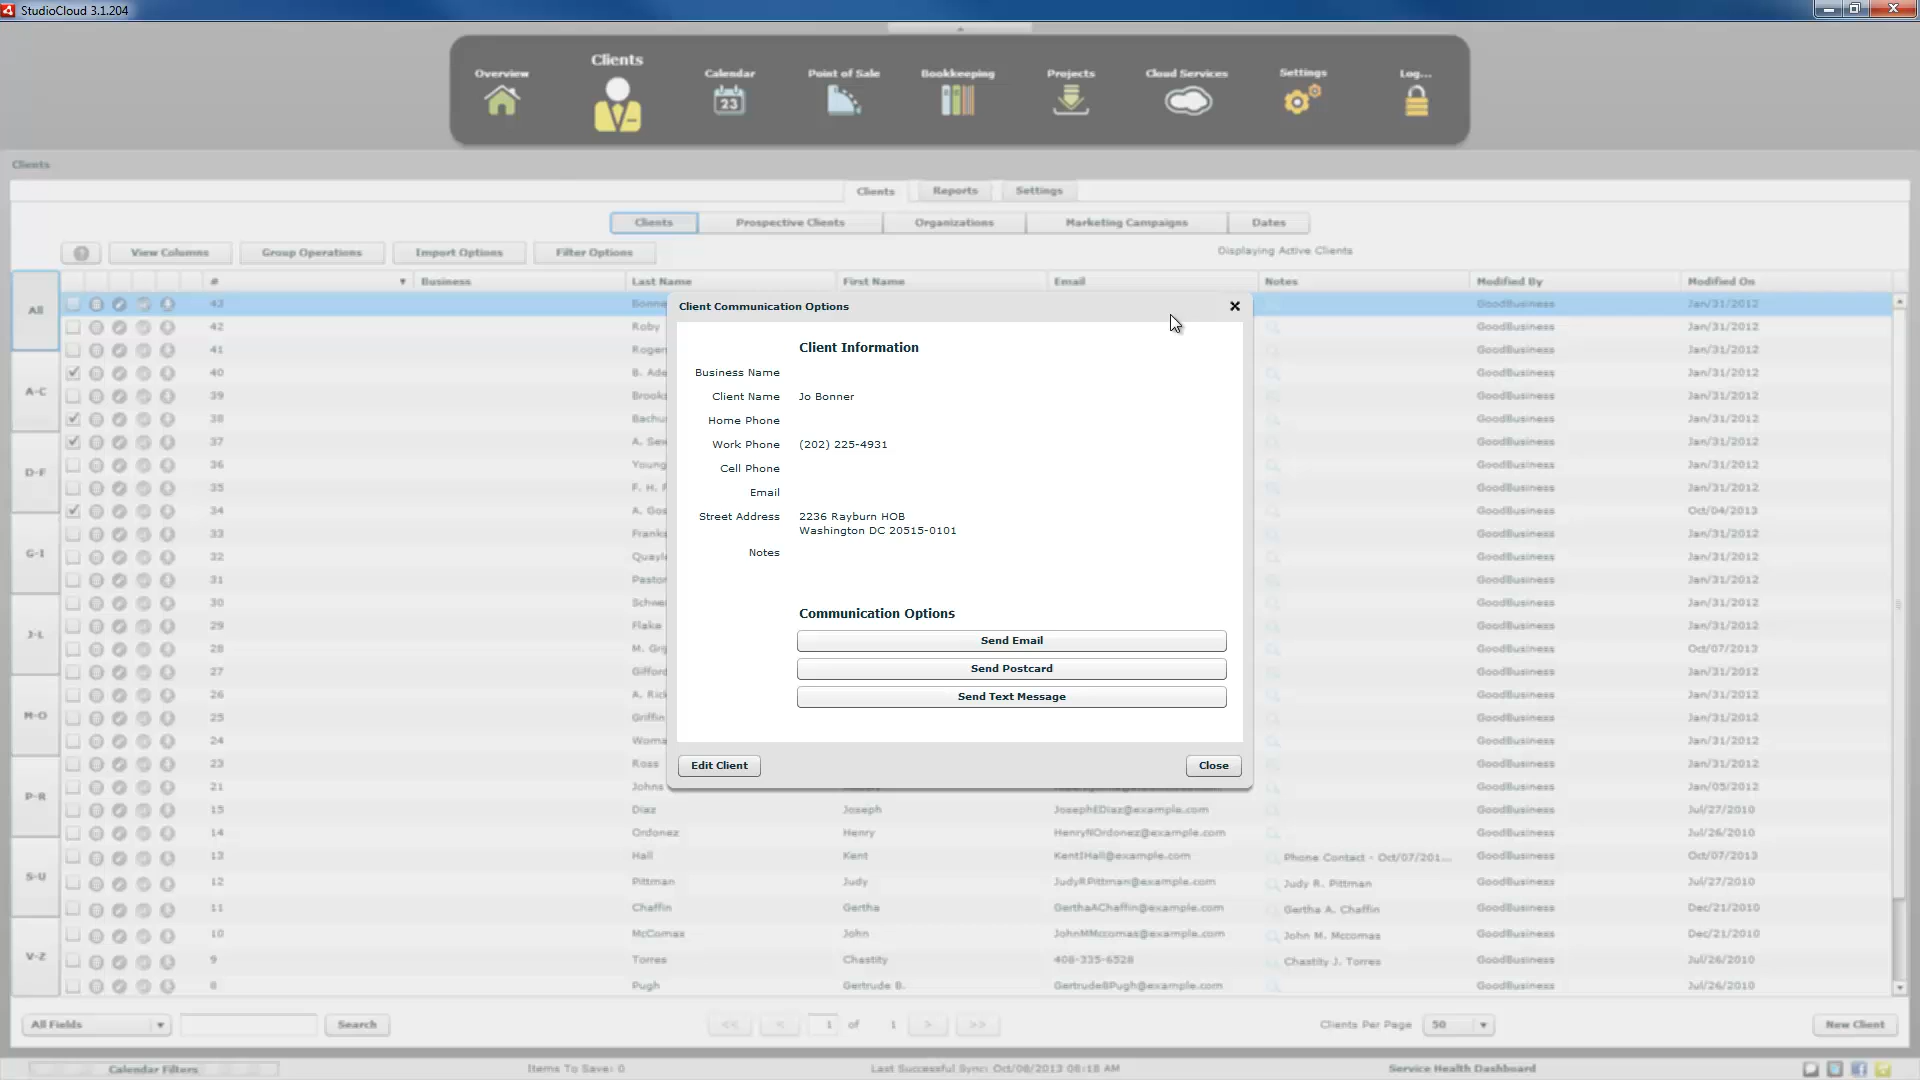 StudioCloud 3.1.204
Overview
Clients
Calendar
23
Point of Sale
Bookkeeping
Projects
Cloud Services
Settings
Log...
Clients
Clients Reports Settings
Clients Prospective Clients Organizations Marketing Campaigns Dates
View Columns Group Operations Import Options Filter Options Displaying Active Clients
# Business Last Name First Name Email Notes Modified By Modified On
All
A-C
D-F
G-I
J-L
M-O
P-R
S-U
V-Z
43 Bonne GoodBusiness Jan/31/2012
42 Roby GoodBusiness Jan/31/2012
41 Roger GoodBusiness Jan/31/2012
40 B. Ade GoodBusiness Jan/31/2012
39 Brooks GoodBusiness Jan/31/2012
38 Bachu GoodBusiness Jan/31/2012
37 A. Sew GoodBusiness Jan/31/2012
36 Young GoodBusiness Jan/31/2012
35 F. H. F GoodBusiness Jan/31/2012
34 A. Gos GoodBusiness Oct/04/2013
33 Franks GoodBusiness Jan/31/2012
32 Quayle GoodBusiness Jan/31/2012
31 Pastor GoodBusiness Jan/31/2012
30 Schwe GoodBusiness Jan/31/2012
29 Flake GoodBusiness Jan/31/2012
28 M. Grij GoodBusiness Oct/07/2013
27 Gifford GoodBusiness Jan/31/2012
26 A. Rick GoodBusiness Jan/31/2012
25 Griffin GoodBusiness Jan/31/2012
24 Woma GoodBusiness Jan/31/2012
23 Ross GoodBusiness Jan/31/2012
21 Johns GoodBusiness Jan/05/2012
15 Diaz Joseph JosephEDiaz@example.com GoodBusiness Jul/27/2010
14 Ordonez Henry HenryNOrdonez@example.com GoodBusiness Jul/26/2010
13 Hall Kent KentIHall@example.com Phone Contact - Oct/07/201... GoodBusiness Oct/07/2013
12 Pittman Judy JudyRPittman@example.com Judy R. Pittman GoodBusiness Jul/27/2010
11 Chaffin Gertha GerthaAChaffin@example.com Gertha A. Chaffin GoodBusiness Dec/21/2010
10 McComas John JohnMMccomas@example.com John M. Mccomas GoodBusiness Dec/21/2010
9 Torres Chastity 408-335-6528 Chastity J. Torres GoodBusiness Jul/26/2010
8 Pugh Gertrude B. GertrudeBPugh@example.com GoodBusiness Jul/26/2010
Client Communication Options
Client Information
Business Name
Client Name Jo Bonner
Home Phone
Work Phone (202) 225-4931
Cell Phone
Email
Street Address 2236 Rayburn HOB
Washington DC 20515-0101
Notes
Communication Options
Send Email
Send Postcard
Send Text Message
Edit Client Close
All Fields Search << < 1 of 1 > >> Clients Per Page 50 New Client
Calendar Filters Items To Save: 0 Last Successful Sync: Oct/08/2013 08:18 AM Service Health Dashboard